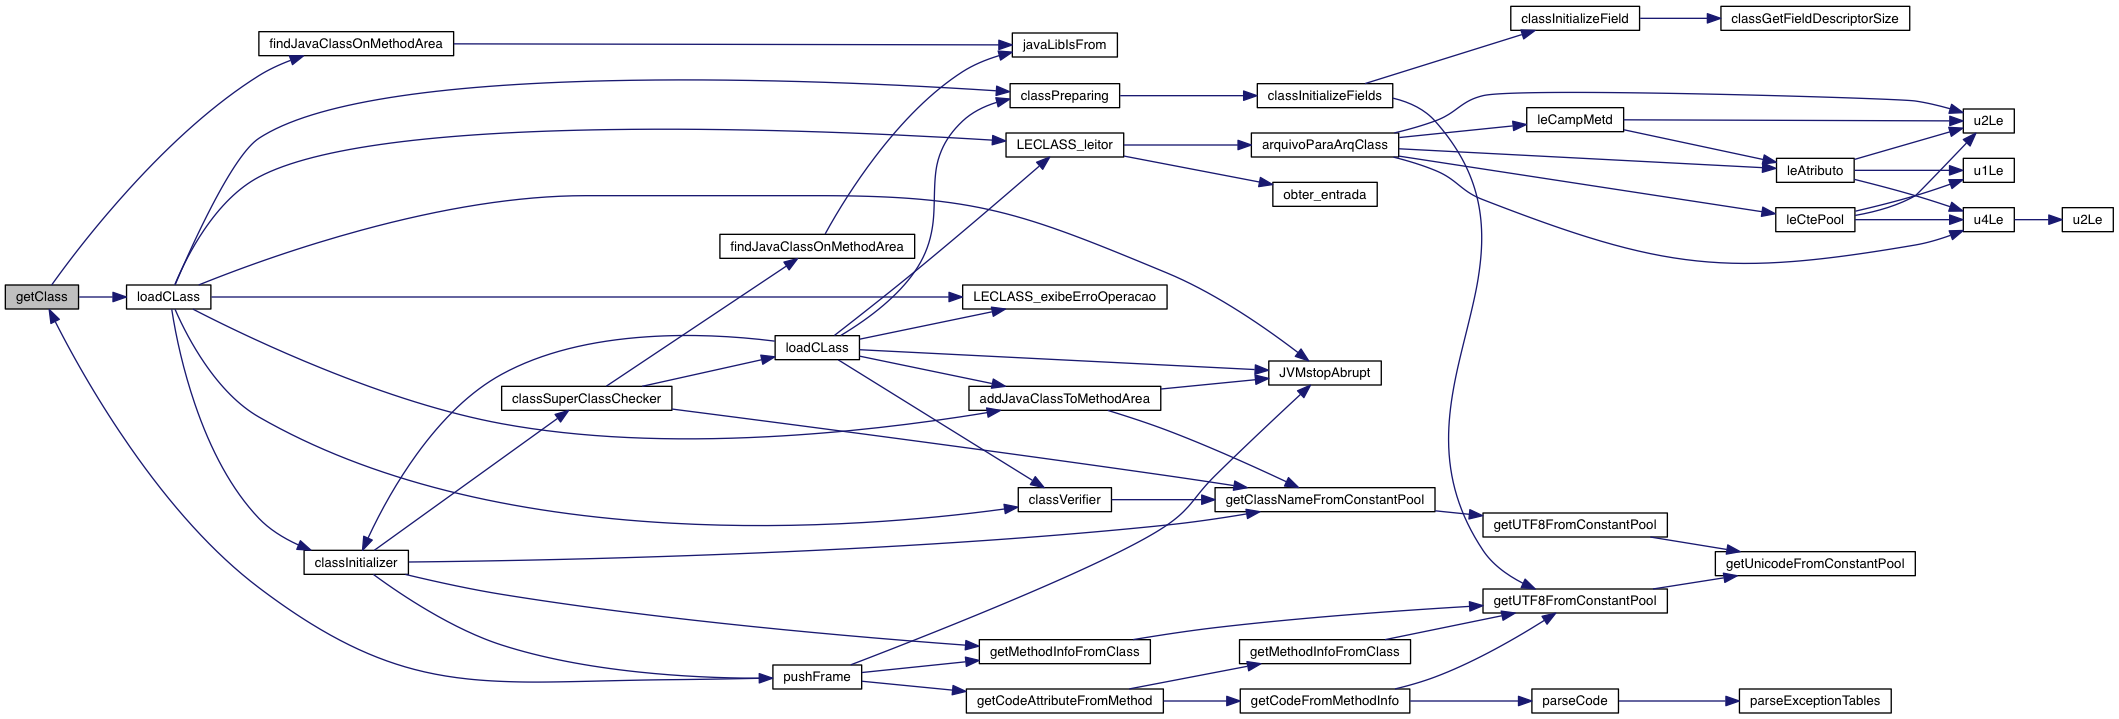 classInitializeField
classGetFieldDescriptorSize
findJavaClassOnMethodArea
javaLibIsFrom
classPreparing
classInitializeFields
leCampMetd
u2Le
LECLASS_leitor
arquivoParaArqClass
leAtributo
u1Le
obter_entrada
leCtePool
u4Le
u2Le
findJavaClassOnMethodArea
getClass
loadCLass
LECLASS_exibeErroOperacao
loadCLass
JVMstopAbrupt
classSuperClassChecker
addJavaClassToMethodArea
classVerifier
getClassNameFromConstantPool
getUTF8FromConstantPool
classInitializer
getUnicodeFromConstantPool
getUTF8FromConstantPool
getMethodInfoFromClass
getMethodInfoFromClass
pushFrame
getCodeAttributeFromMethod
getCodeFromMethodInfo
parseCode
parseExceptionTables